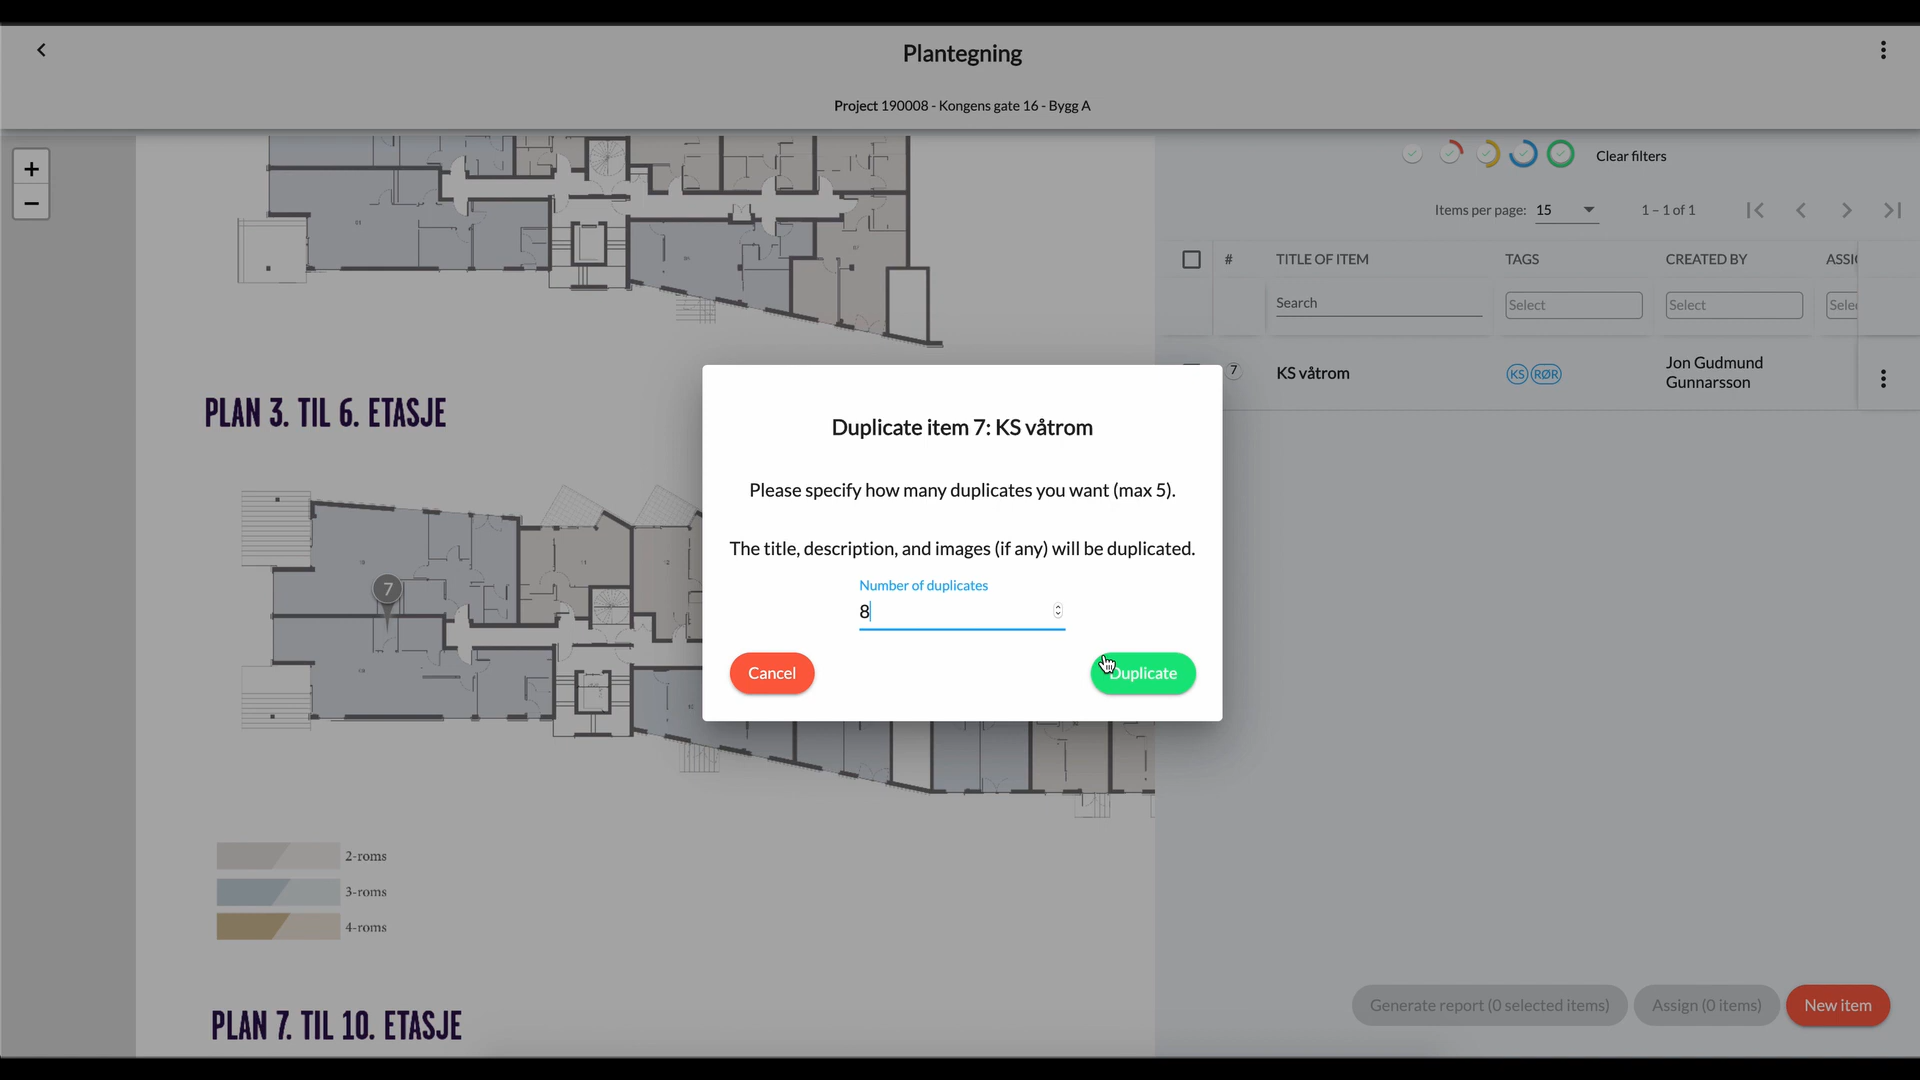 Plantegning
Project 190008 - Kongens gate 16 - Bygg A
+
−
Clear filters
Items per page: 15
1 – 1 of 1
# TITLE OF ITEM TAGS CREATED BY ASSI
Search Select Select Selec
7 KS våtrom KS RØR Jon Gudmund
Gunnarsson
PLAN 3. TIL 6. ETASJE
7
Duplicate item 7: KS våtrom
Please specify how many duplicates you want (max 5).
The title, description, and images (if any) will be duplicated.
Number of duplicates
8
Cancel Duplicate
2-roms
3-roms
4-roms
PLAN 7. TIL 10. ETASJE
Generate report (0 selected items) Assign (0 items) New item